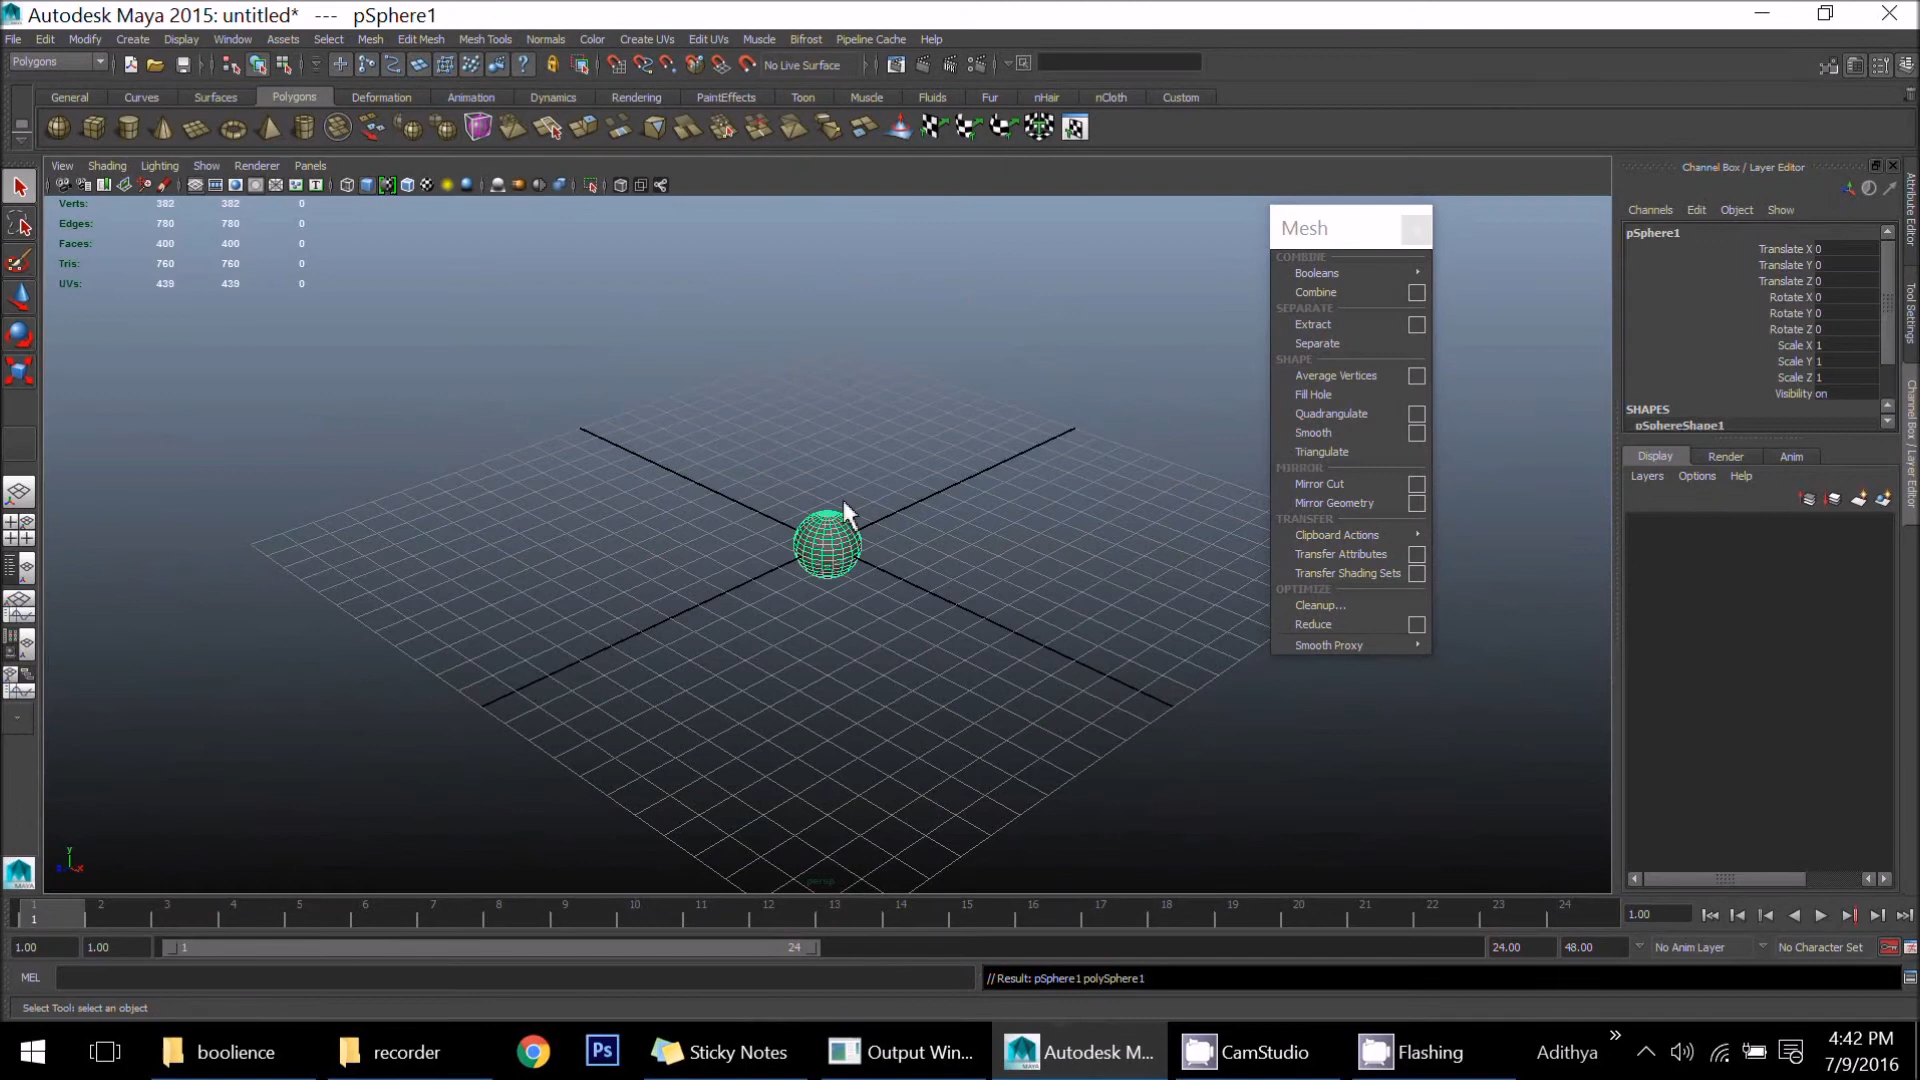 Autodesk Maya 2015: untitled*   ---   pSphere1
File Edit Modify Create Display Window Assets Select Mesh Edit Mesh Mesh Tools Normals Color Create UVs Edit UVs Muscle Bifrost Pipeline Cache Help
Polygons No Live Surface
General Curves Surfaces Polygons Deformation Animation Dynamics Rendering PaintEffects Toon Muscle Fluids Fur nHair nCloth Custom
View Shading Lighting Show Renderer Panels
Verts: 382 382 0
Edges: 780 780 0
Faces: 400 400 0
Tris: 760 760 0
UVs: 439 439 0
Mesh
COMBINE
Booleans
Combine
SEPARATE
Extract
Separate
SHAPE
Average Vertices
Fill Hole
Quadrangulate
Smooth
Triangulate
MIRROR
Mirror Cut
Mirror Geometry
TRANSFER
Clipboard Actions
Transfer Attributes
Transfer Shading Sets
OPTIMIZE
Cleanup...
Reduce
Smooth Proxy
Channel Box / Layer Editor
Channels Edit Object Show
pSphere1
Translate X 0
Translate Y 0
Translate Z 0
Rotate X 0
Rotate Y 0
Rotate Z 0
Scale X 1
Scale Y 1
Scale Z 1
Visibility on
SHAPES
pSphereShape1
Display Render Anim
Layers Options Help
Attribute Editor
Tool Settings
Channel Box / Layer Editor
y
x
persp
1 2 3 4 5 6 7 8 9 10 11 12 13 14 15 16 17 18 19 20 21 22 23 24
1
1.00
1.00 1.00 1 24 24.00 48.00 No Anim Layer No Character Set
MEL // Result: pSphere1 polySphere1
Select Tool: select an object
boolience recorder Ps Sticky Notes Output Win... Autodesk M... CamStudio Flashing Adithya
4:42 PM
7/9/2016